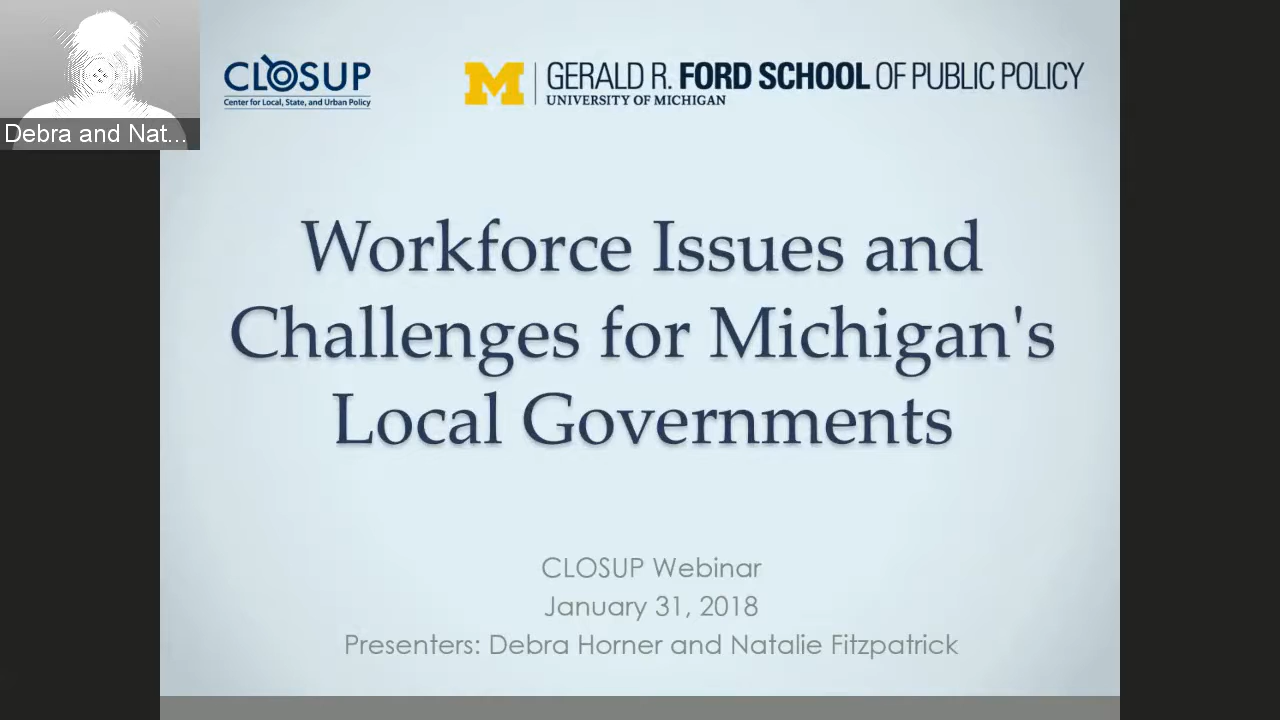 CLOSUP
Center for Local, State, and Urban Policy
M
GERALD R. FORD SCHOOL OF PUBLIC POLICY
UNIVERSITY OF MICHIGAN
Debra and Nat...
Workforce Issues and
Challenges for Michigan's
Local Governments
CLOSUP Webinar
January 31, 2018
Presenters: Debra Horner and Natalie Fitzpatrick